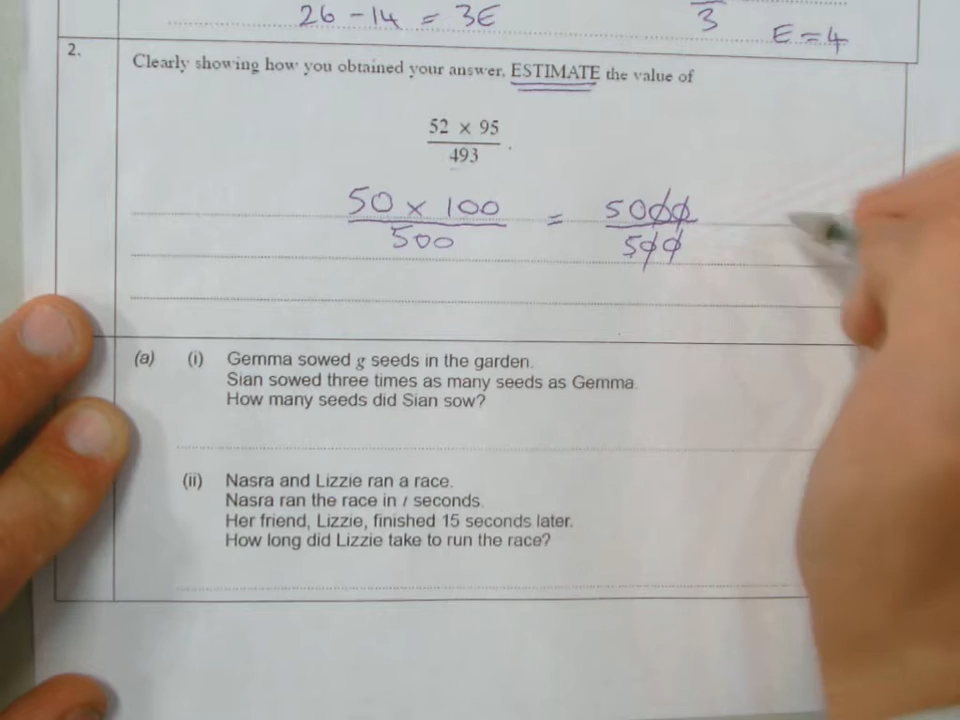 26 - 14 = 3E
3
E = 4
2.
Clearly showing how you obtained your answer, ESTIMATE the value of
52 × 95
493 .
50 × 100 = 5000
500 500
(a) (i) Gemma sowed g seeds in the garden.
Sian sowed three times as many seeds as Gemma.
How many seeds did Sian sow?
(ii) Nasra and Lizzie ran a race.
Nasra ran the race in t seconds.
Her friend, Lizzie, finished 15 seconds later.
How long did Lizzie take to run the race?